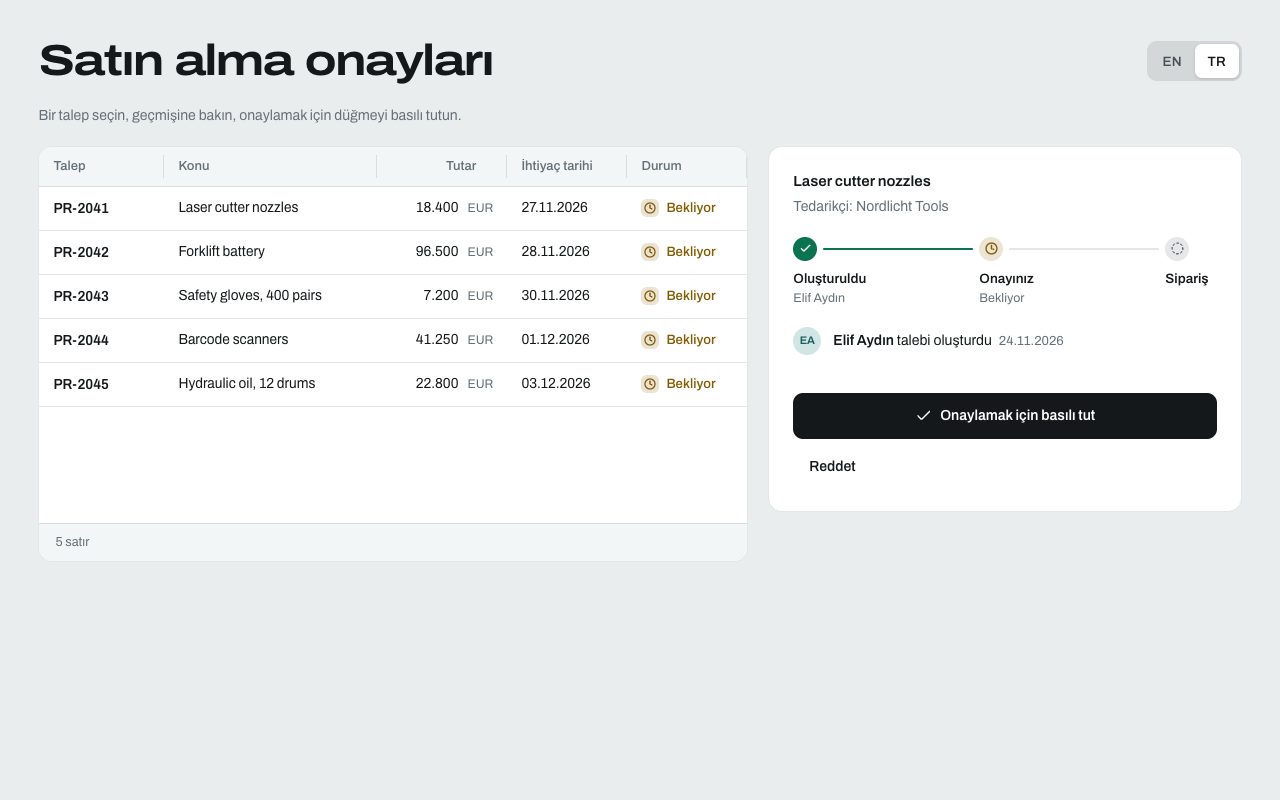 Satın alma onayları
EN TR
Bir talep seçin, geçmişine bakın, onaylamak için düğmeyi basılı tutun.
Talep Konu Tutar İhtiyaç tarihi Durum
PR-2041 Laser cutter nozzles 18.400 EUR 27.11.2026 Bekliyor
PR-2042 Forklift battery 96.500 EUR 28.11.2026 Bekliyor
PR-2043 Safety gloves, 400 pairs 7.200 EUR 30.11.2026 Bekliyor
PR-2044 Barcode scanners 41.250 EUR 01.12.2026 Bekliyor
PR-2045 Hydraulic oil, 12 drums 22.800 EUR 03.12.2026 Bekliyor
5 satır
Laser cutter nozzles
Tedarikçi: Nordlicht Tools
Oluşturuldu Onayınız Sipariş
Elif Aydın Bekliyor
EA Elif Aydın talebi oluşturdu 24.11.2026
Onaylamak için basılı tut
Reddet